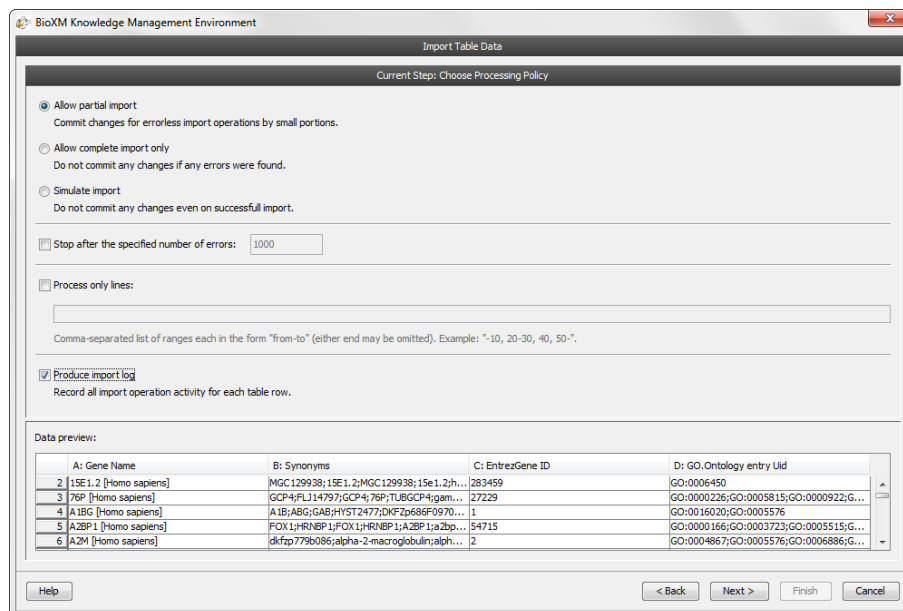 BioXM Knowledge Management Environment
Import Table Data
Current Step: Choose Processing Policy
Allow partial import
Commit changes for errorless import operations by small portions.
Allow complete import only
Do not commit any changes if any errors were found.
Simulate import
Do not commit any changes even on successfull import.
Stop after the specified number of errors: 1000
Process only lines:
Comma-separated list of ranges each in the form "from-to" (either end may be omitted). Example: "-10, 20-30, 40, 50-".
Produce import log
Record all import operation activity for each table row.
Data preview:
A: Gene Name B: Synonyms C: EntrezGene ID D: GO.Ontology entry Uid
2 15E1.2 [Homo sapiens] MGC129938;15E1.2;MGC129938;15e1.2;h... 283459 GO:0006450
3 76P [Homo sapiens] GCP4;FLJ14797;GCP4;76P;TUBGCP4;gam... 27229 GO:0000226;GO:0005815;GO:0000922;G...
4 A1BG [Homo sapiens] A1B;ABG;GAB;HYST2477;DKFZp686F0970... 1 GO:0016020;GO:0005576
5 A2BP1 [Homo sapiens] FOX1;HRNBP1;FOX1;HRNBP1;A2BP1;a2bp... 54715 GO:0000166;GO:0003723;GO:0005515;G...
6 A2M [Homo sapiens] dkfzp779b086;alpha-2-macroglobulin;alph... 2 GO:0004867;GO:0005576;GO:0006886;G...
Help < Back Next > Finish Cancel